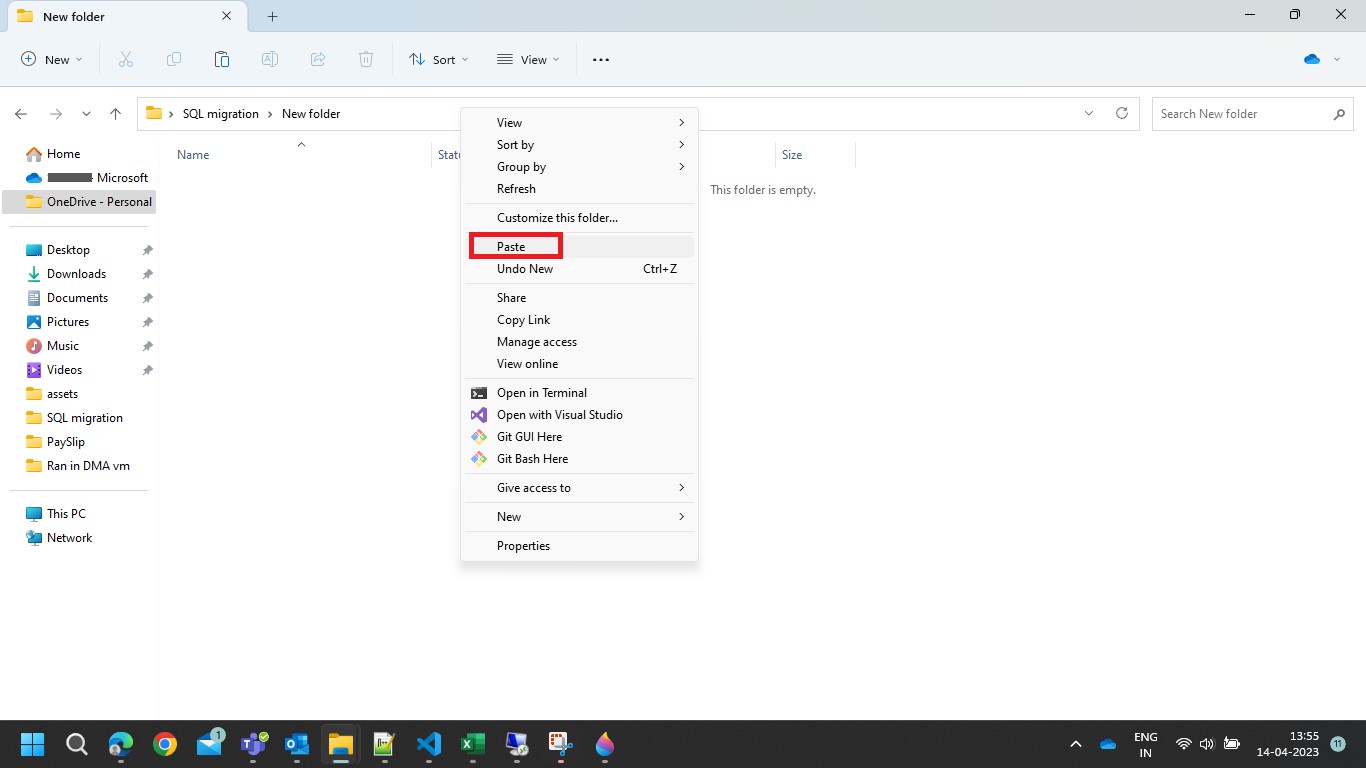 New folder
New
Sort
View
SQL migration
New folder
Search New folder
Name
Size
This folder is empty.
Home
Microsoft
OneDrive - Personal
Desktop
Downloads
Documents
Pictures
Music
Videos
assets
SQL migration
PaySlip
Ran in DMA vm
This PC
Network
View
Sort by
Group by
Refresh
Customize this folder...
Paste
Undo New Ctrl+Z
Share
Copy Link
Manage access
View online
Open in Terminal
Open with Visual Studio
Git GUI Here
Git Bash Here
Give access to
New
Properties
1
ENG
IN
13:55
14-04-2023
11